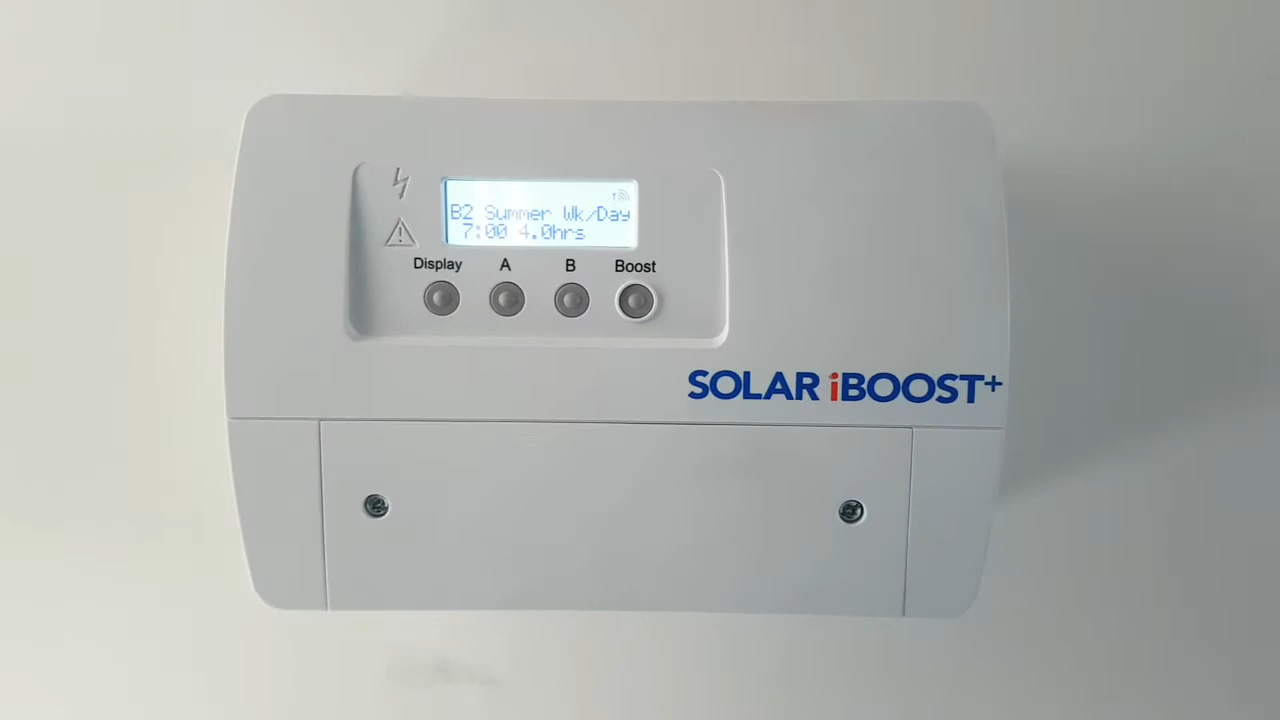 B2 Summer Wk/Day
7:00 4.0hrs
Display A B Boost
SOLAR iBOOST+